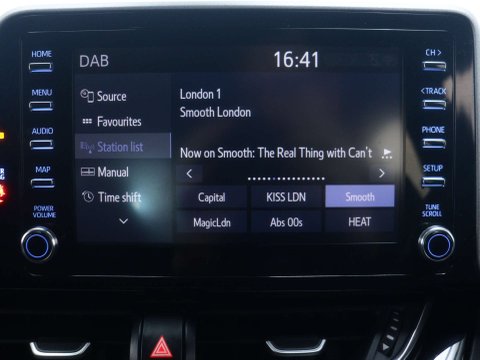 DAB
16:41
HOME
MENU
AUDIO
MAP
POWER
VOLUME
Source
Favourites
Station list
Manual
Time shift
London 1
Smooth London
Now on Smooth: The Real Thing with Can't
Capital
KISS LDN
Smooth
MagicLdn
Abs 00s
HEAT
CH >
< TRACK
PHONE
SETUP
TUNE
SCROLL